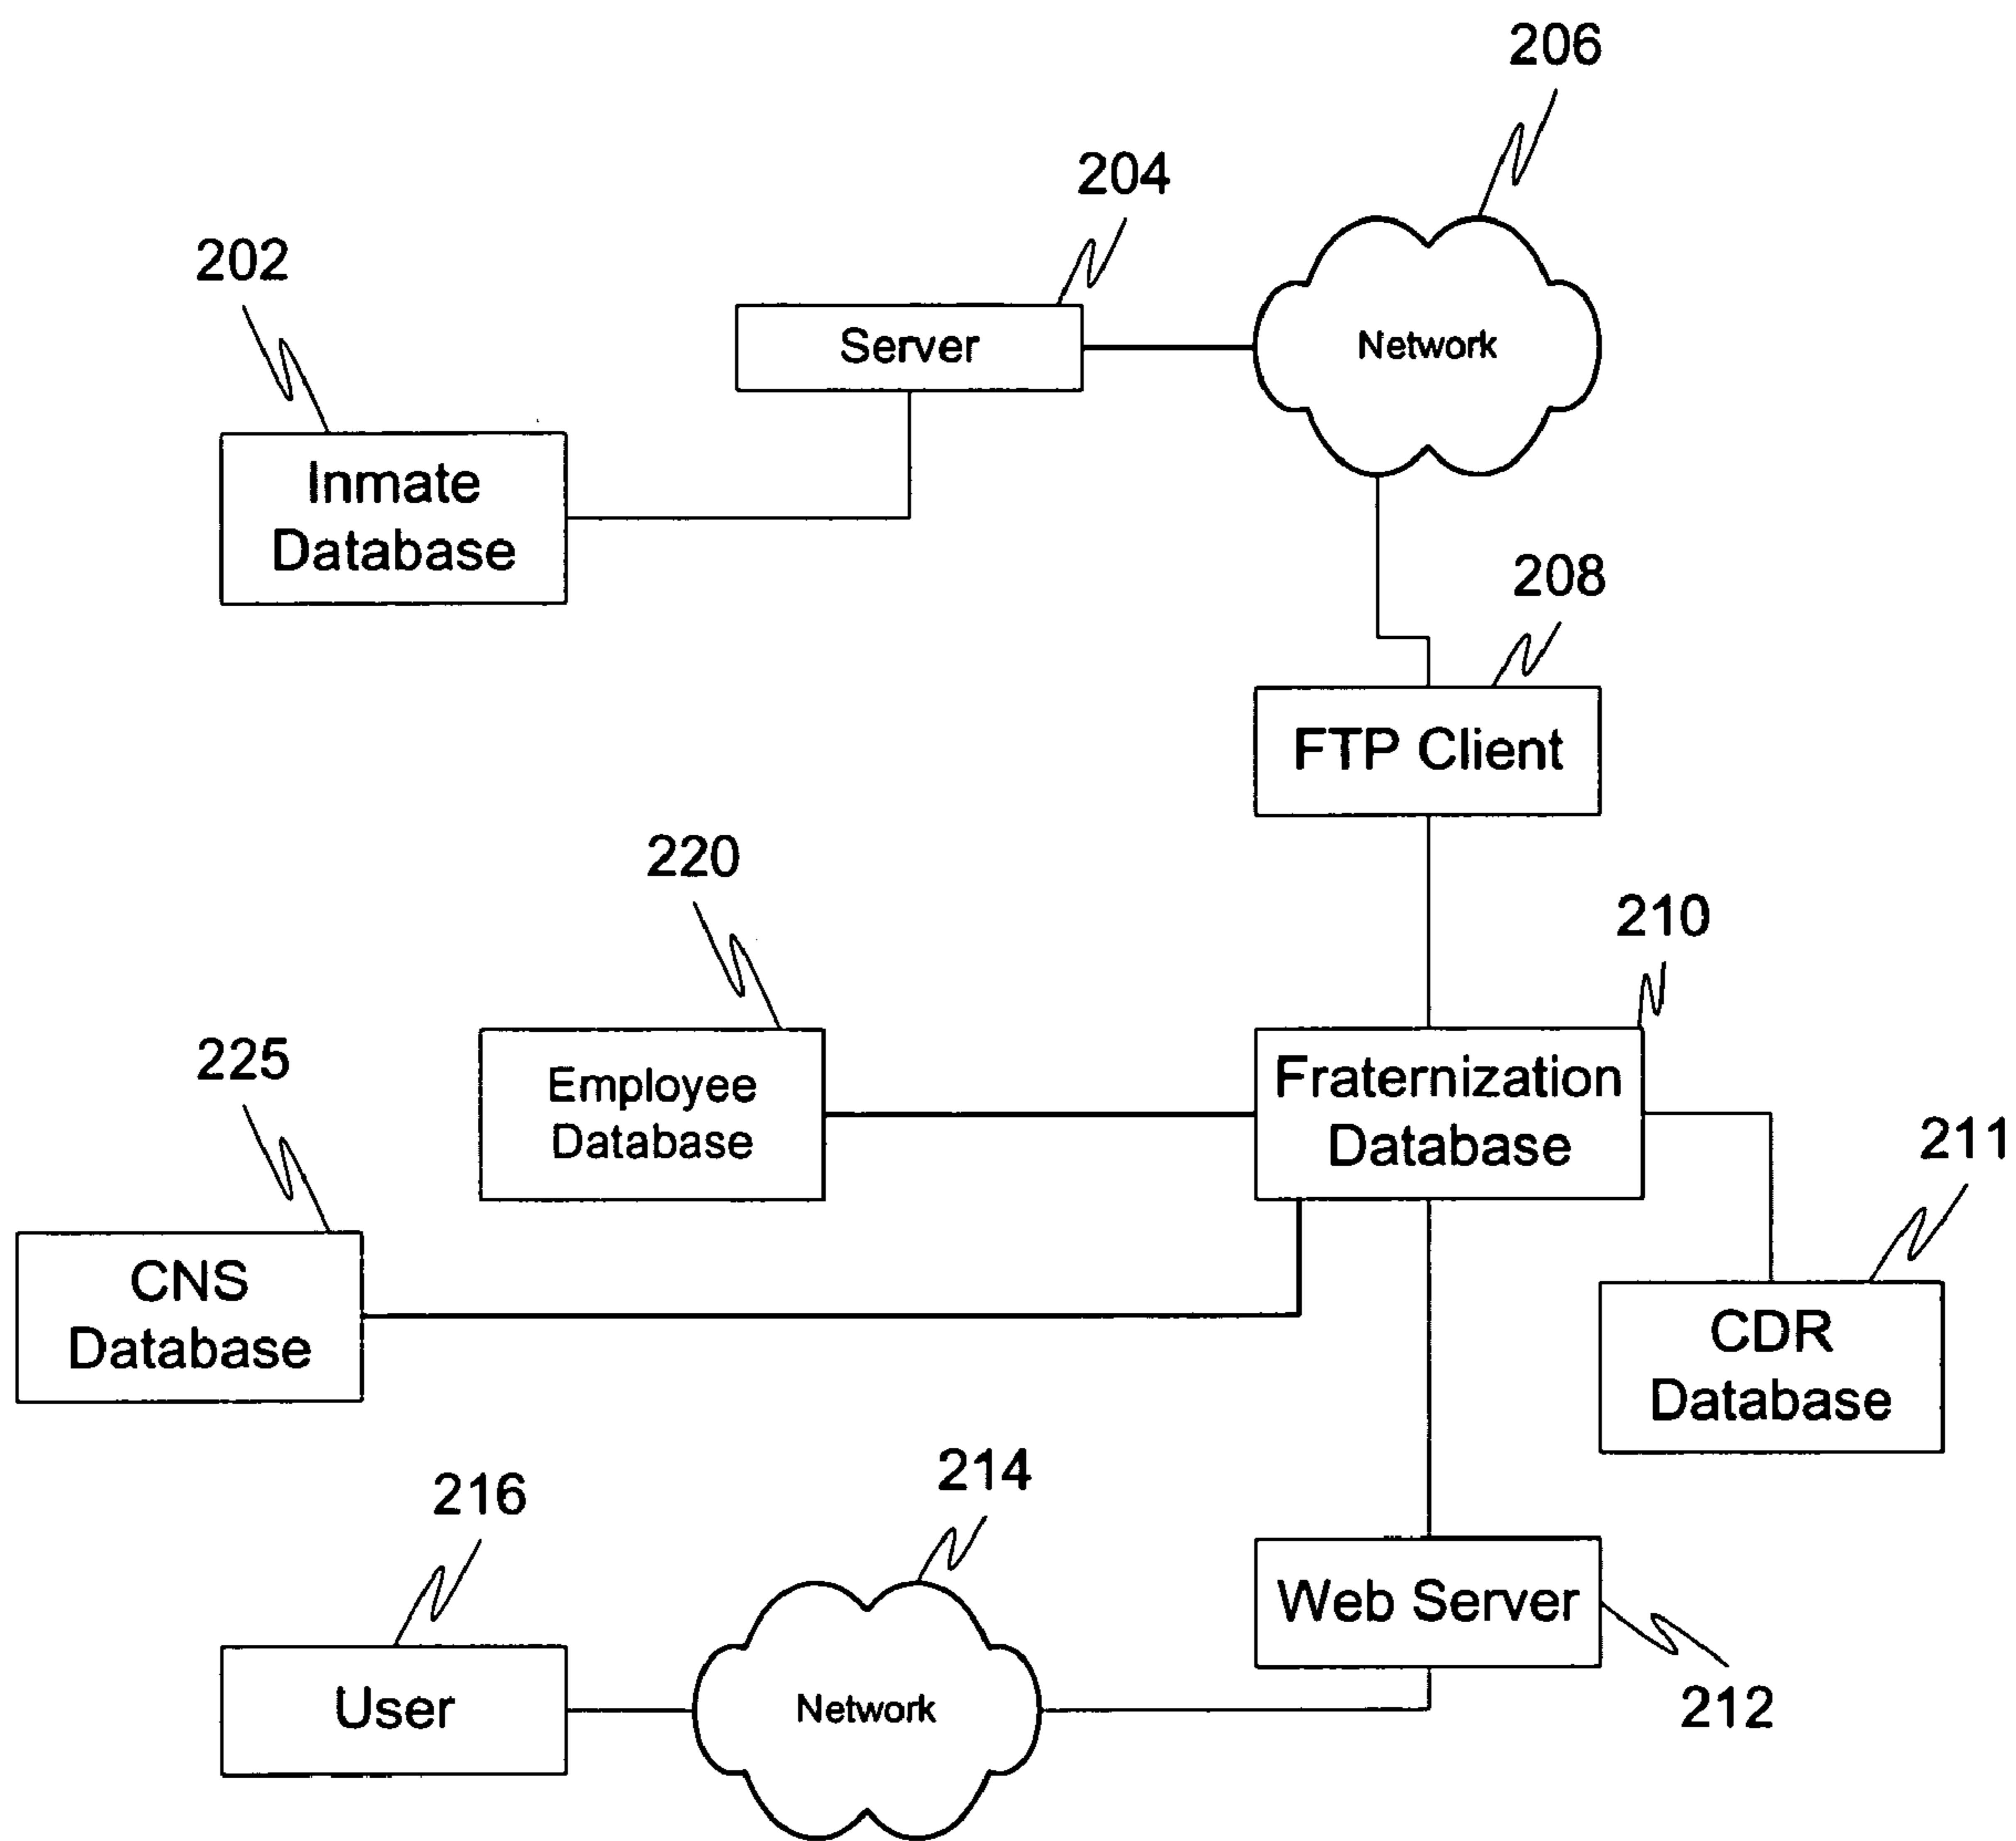 206
204
202
Server
Network
Inmate
Database
208
FTP Client
220
210
225
Employee
Database
Fraternization
Database
211
CNS
Database
CDR
Database
216
214
Web Server
User
Network
212